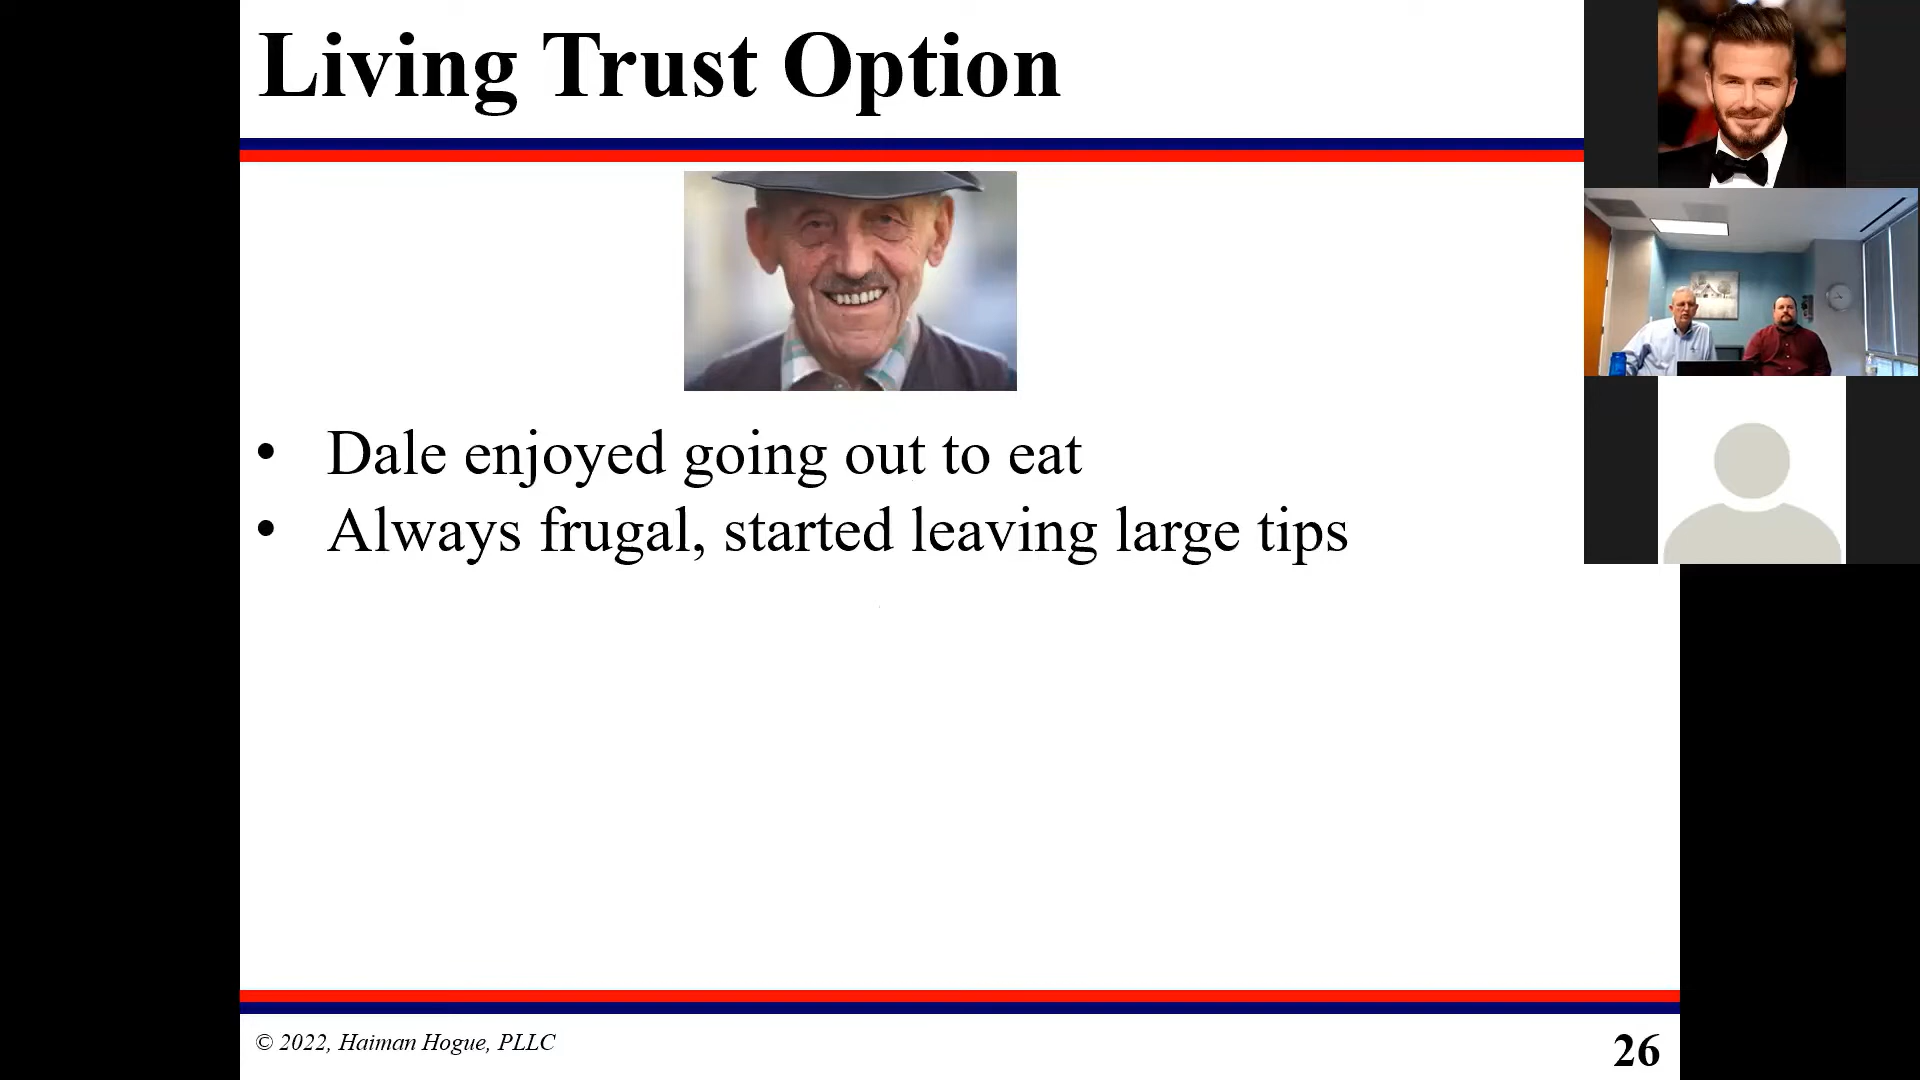 Living Trust Option
• Dale enjoyed going out to eat
• Always frugal, started leaving large tips
© 2022, Haiman Hogue, PLLC
26